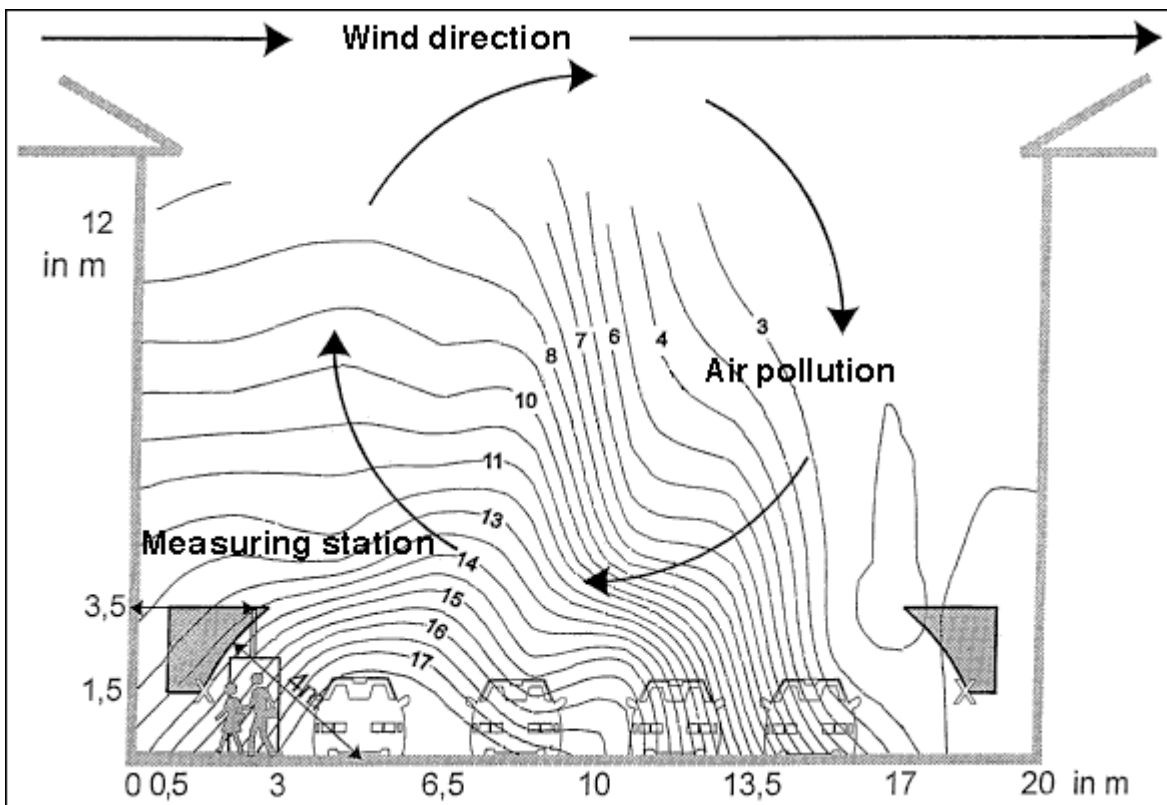 Wind direction
12
in m
3
7
6
4
8
Air pollution
10
11
13
Measuring station
14
3,5
15
16
17
4m
1,5
X
X
0 0,5 3 6,5 10 13,5 17 20 in m